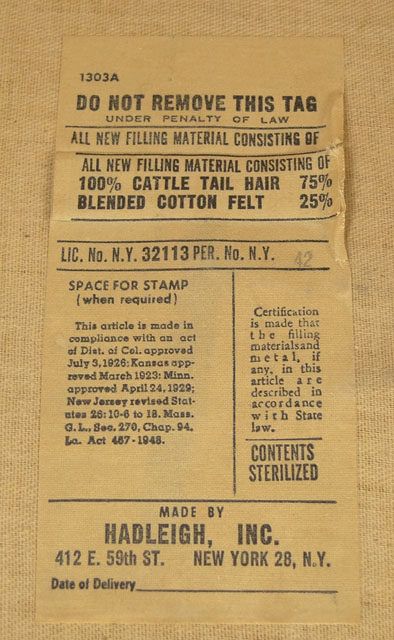 1303A
DO NOT REMOVE THIS TAG
UNDER PENALTY OF LAW
ALL NEW FILLING MATERIAL CONSISTING OF
ALL NEW FILLING MATERIAL CONSISTING OF
100% CATTLE TAIL HAIR 75%
BLENDED COTTON FELT 25%
LIC. No. N.Y. 32113 PER. No. N.Y. 42
SPACE FOR STAMP
(when required)
This article is made in
compliance with an act
of Dist. of Col. approved
July 3, 1926; Kansas app-
roved March 1923; Minn.
approved April 24, 1929;
New Jersey revised Stat-
utes 26:10-6 to 18. Mass.
G. L., Sec. 270, Chap. 94.
La. Act 467-1948.
Certification
is made that
the filling
materials and
metal, if
any, in this
article are
described in
accordance
with State
law.
CONTENTS
STERILIZED
MADE BY
HADLEIGH, INC.
412 E. 59th ST. NEW YORK 28, N.Y.
Date of Delivery